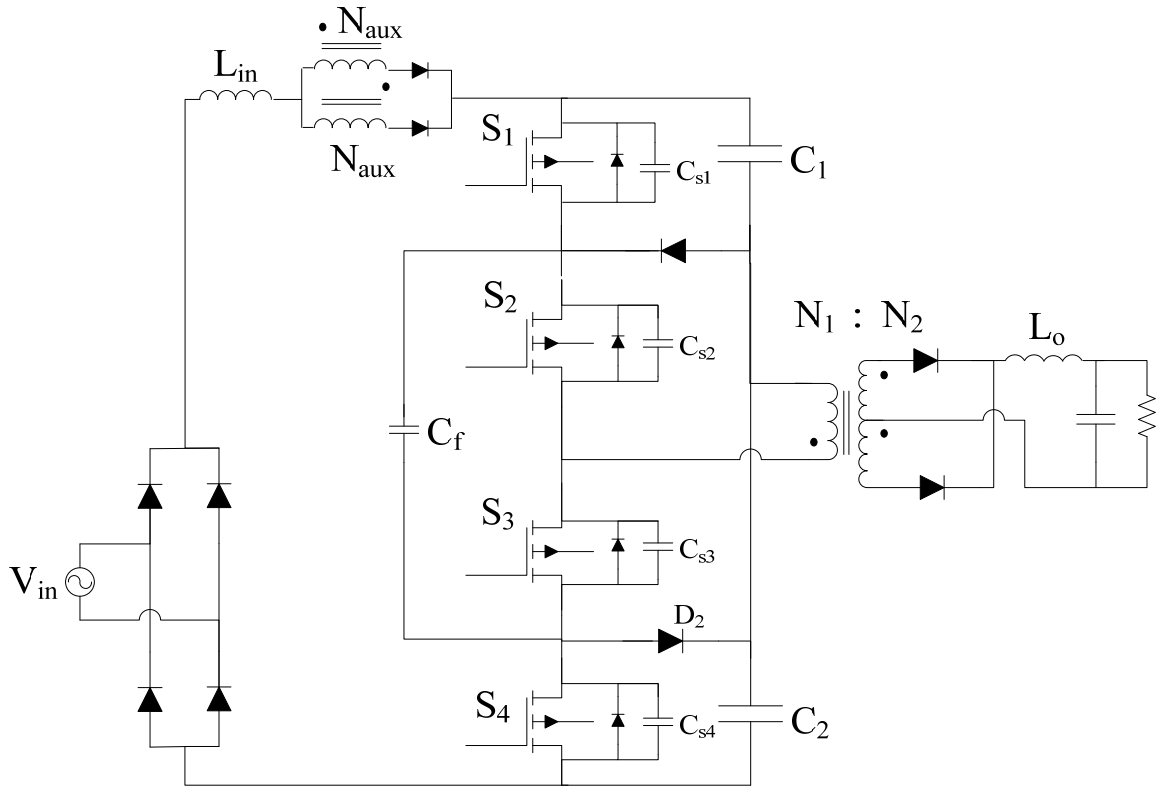 Naux
Lin
Naux
S1
Cs1
C1
S2
Cs2
N1 : N2
Lo
Cf
S3
Cs3
Vin
D2
S4
Cs4
C2